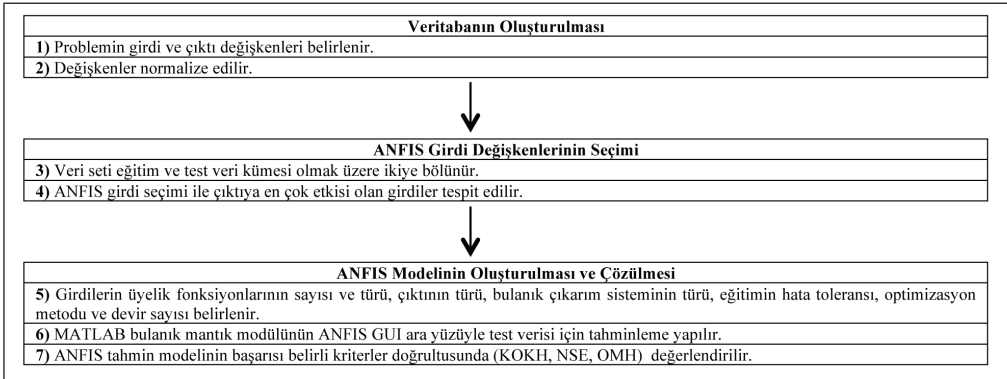 Veritabanın Oluşturulması
1) Problemin girdi ve çıktı değişkenleri belirlenir.
2) Değişkenler normalize edilir.
ANFIS Girdi Değişkenlerinin Seçimi
3) Veri seti eğitim ve test veri kümesi olmak üzere ikiye bölünür.
4) ANFIS girdi seçimi ile çıktıya en çok etkisi olan girdiler tespit edilir.
ANFIS Modelinin Oluşturulması ve Çözülmesi
5) Girdilerin üyelik fonksiyonlarının sayısı ve türü, çıktının türü, bulanık çıkarım sisteminin türü, eğitimin hata toleransı, optimizasyon
metodu ve devir sayısı belirlenir.
6) MATLAB bulanık mantık modülünün ANFIS GUI ara yüzüyle test verisi için tahminleme yapılır.
7) ANFIS tahmin modelinin başarısı belirli kriterler doğrultusunda (KOKH, NSE, OMH) değerlendirilir.